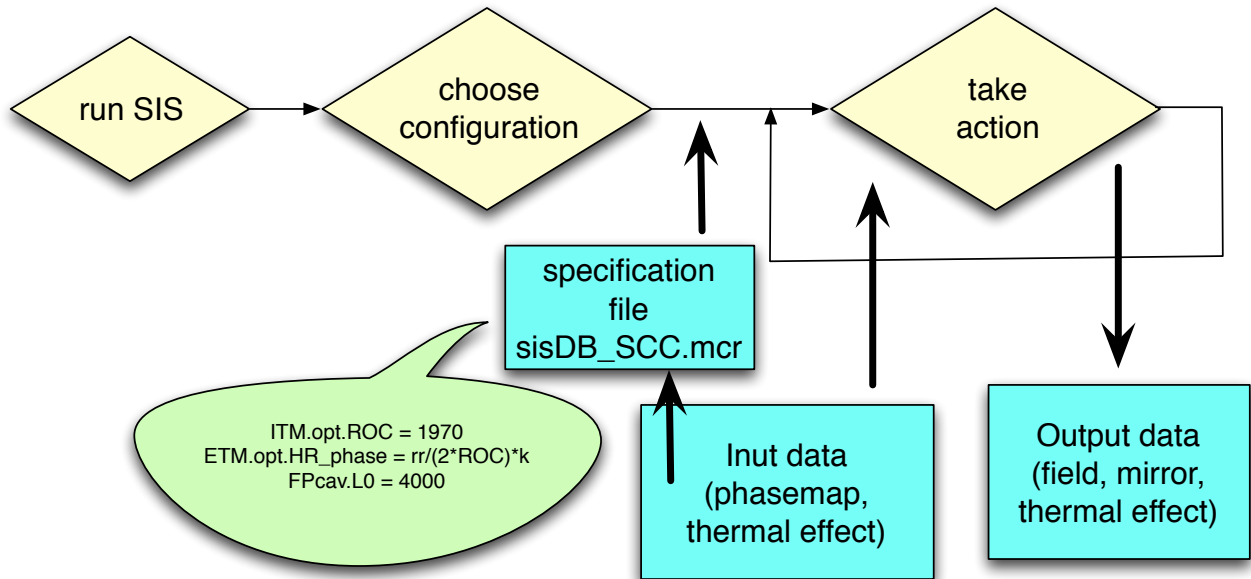 run SIS
choose
configuration
take
action
specification
file
sisDB_SCC.mcr
ITM.opt.ROC = 1970
ETM.opt.HR_phase = rr/(2*ROC)*k
FPcav.L0 = 4000
Inut data
(phasemap,
thermal effect)
Output data
(field, mirror,
thermal effect)